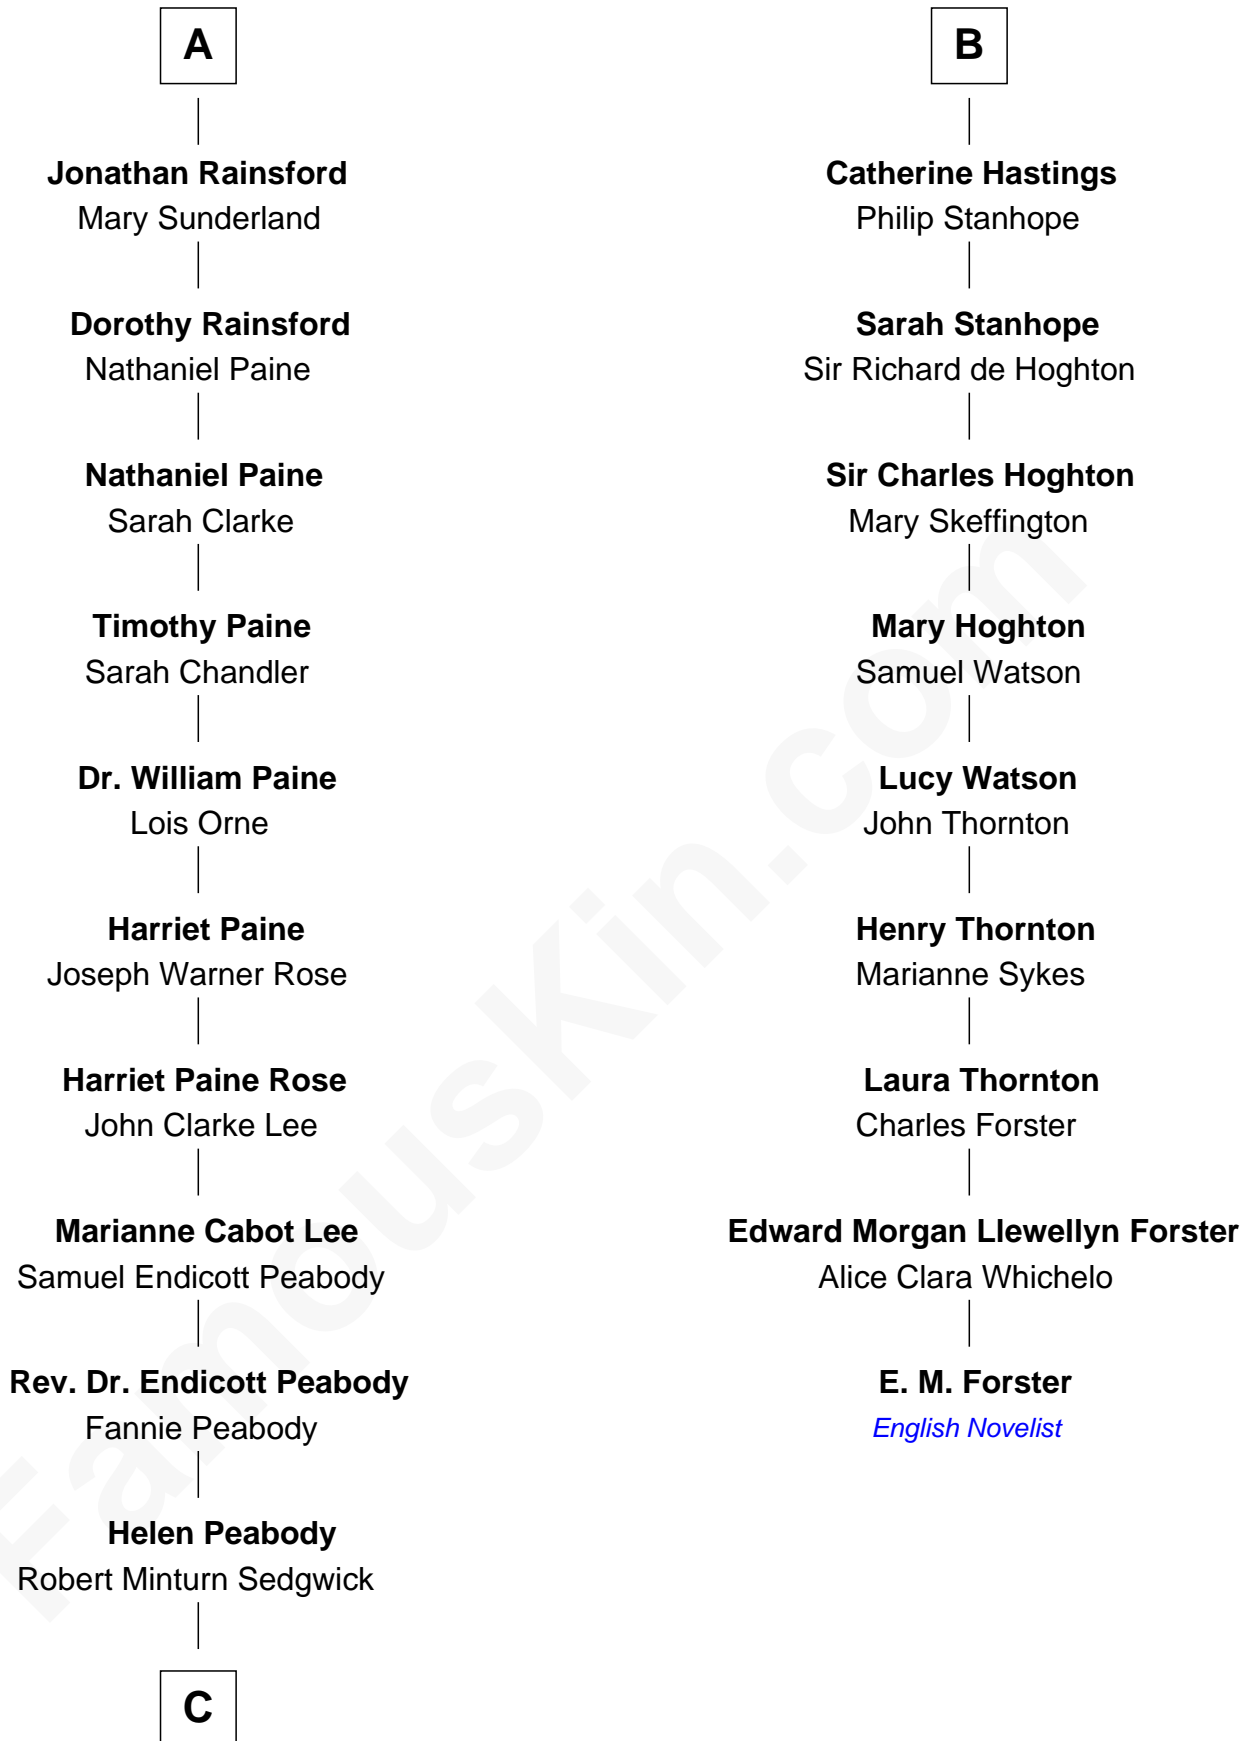 A
Jonathan Rainsford
Mary Sunderland
Dorothy Rainsford
Nathaniel Paine
Nathaniel Paine
Sarah Clarke
Timothy Paine
Sarah Chandler
Dr. William Paine
Lois Orne
Harriet Paine
Joseph Warner Rose
Harriet Paine Rose
John Clarke Lee
Marianne Cabot Lee
Samuel Endicott Peabody
Rev. Dr. Endicott Peabody
Fannie Peabody
Helen Peabody
Robert Minturn Sedgwick
C
B
Catherine Hastings
Philip Stanhope
Sarah Stanhope
Sir Richard de Hoghton
Sir Charles Hoghton
Mary Skeffington
Mary Hoghton
Samuel Watson
Lucy Watson
John Thornton
Henry Thornton
Marianne Sykes
Laura Thornton
Charles Forster
Edward Morgan Llewellyn Forster
Alice Clara Whichelo
E. M. Forster
English Novelist
FamousKin.com